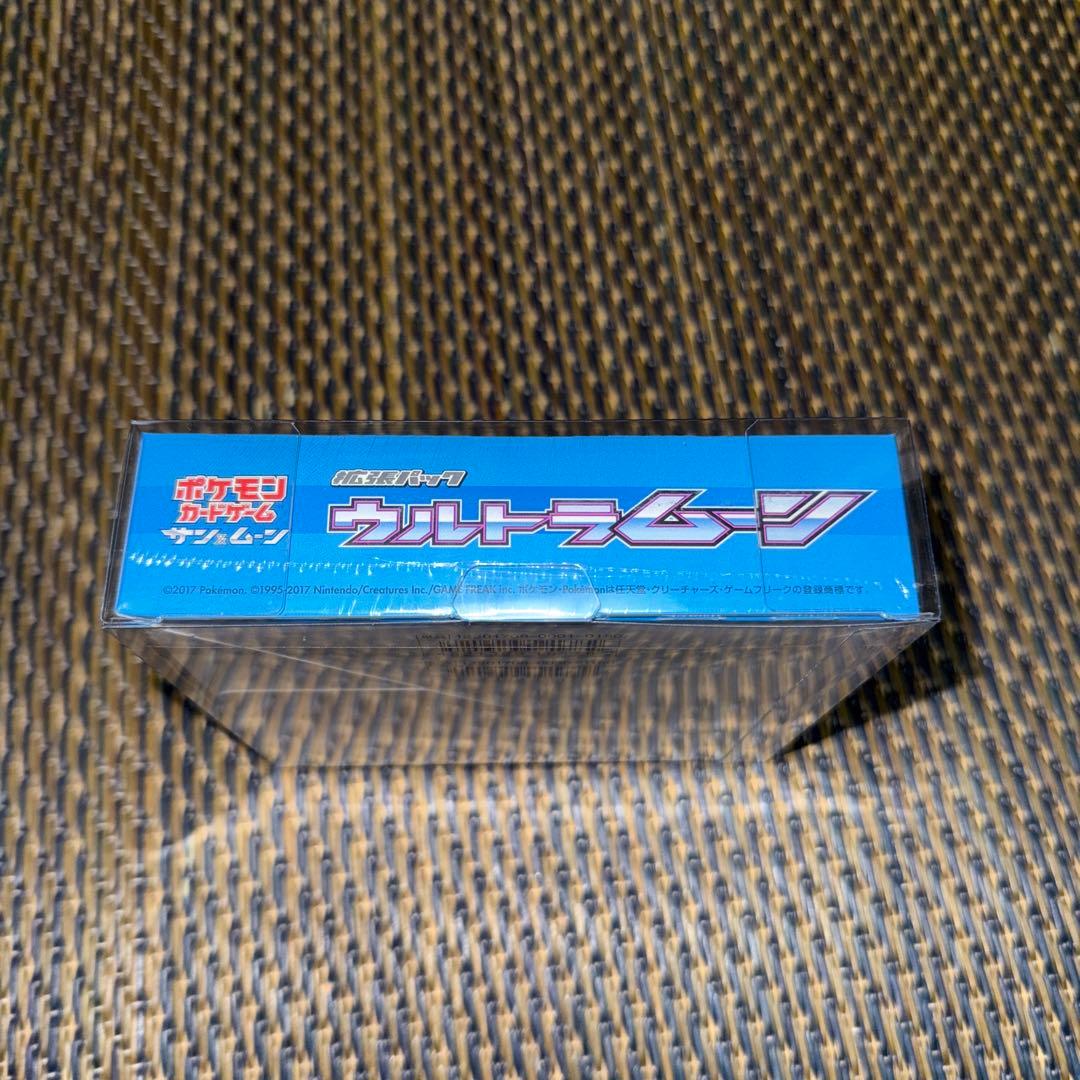 ポケモン
カードゲーム
サン&ムーン
拡張パック
ウルトラムーン
©2017 Pokémon. ©1995-2017 Nintendo/Creatures Inc./GAME FREAK inc. ポケモン・Pokémonは任天堂・クリーチャーズ・ゲームフリークの登録商標です。